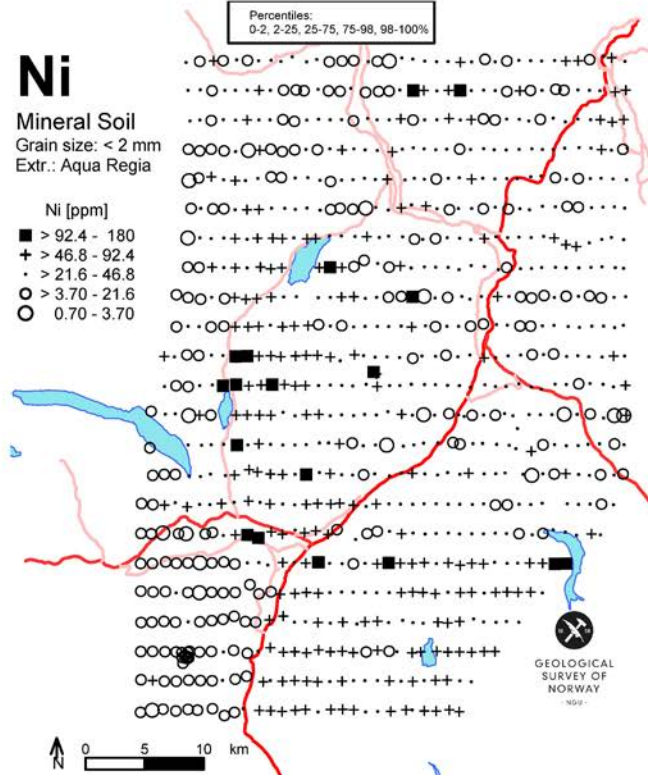 Percentiles:
0-2, 2-25, 25-75, 75-98, 98-100%
Ni
Mineral Soil
Grain size: < 2 mm
Extr.: Aqua Regia
Ni [ppm]
> 92.4 - 180
> 46.8 - 92.4
> 21.6 - 46.8
> 3.70 - 21.6
0.70 - 3.70
GEOLOGICAL
SURVEY OF
NORWAY
- NGU -
N
0 5 10 km